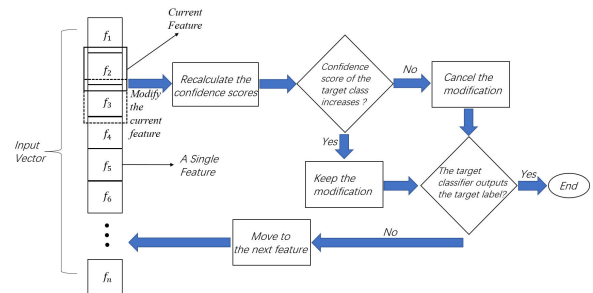 Current
Feature
f₁
f₂
f₃
f₄
f₅
f₆
fₙ
Input
Vector
Modify
the
current
feature
A Single
Feature
Recalculate the
confidence scores
Confidence
score of the
target class
increases ?
No
Cancel the
modification
Yes
Keep the
modification
The target
classifier outputs
the target label?
Yes
End
No
Move to
the next feature